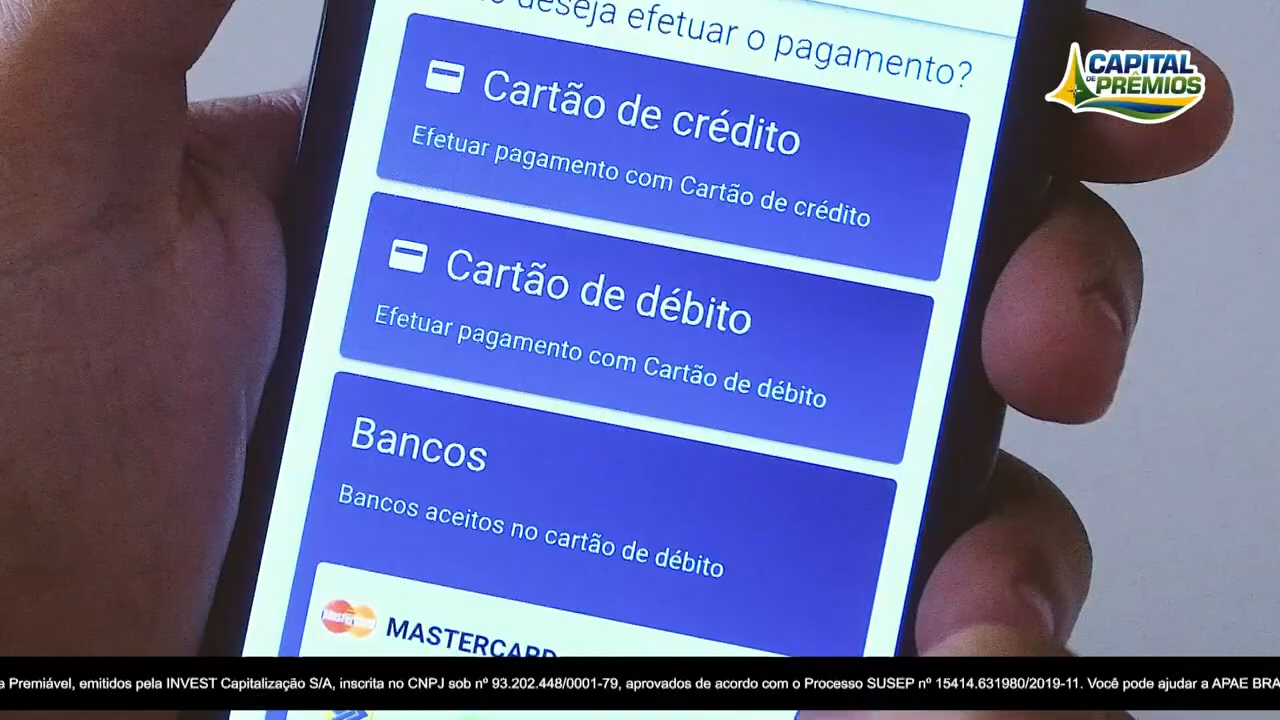 deseja efetuar o pagamento?
CAPITAL
DE PRÊMIOS
Cartão de crédito
Efetuar pagamento com Cartão de crédito
Cartão de débito
Efetuar pagamento com Cartão de débito
Bancos
Bancos aceitos no cartão de débito
MASTERCARD
a Premiável, emitidos pela INVEST Capitalização S/A, inscrita no CNPJ sob nº 93.202.448/0001-79, aprovados de acordo com o Processo SUSEP nº 15414.631980/2019-11. Você pode ajudar a APAE BRA